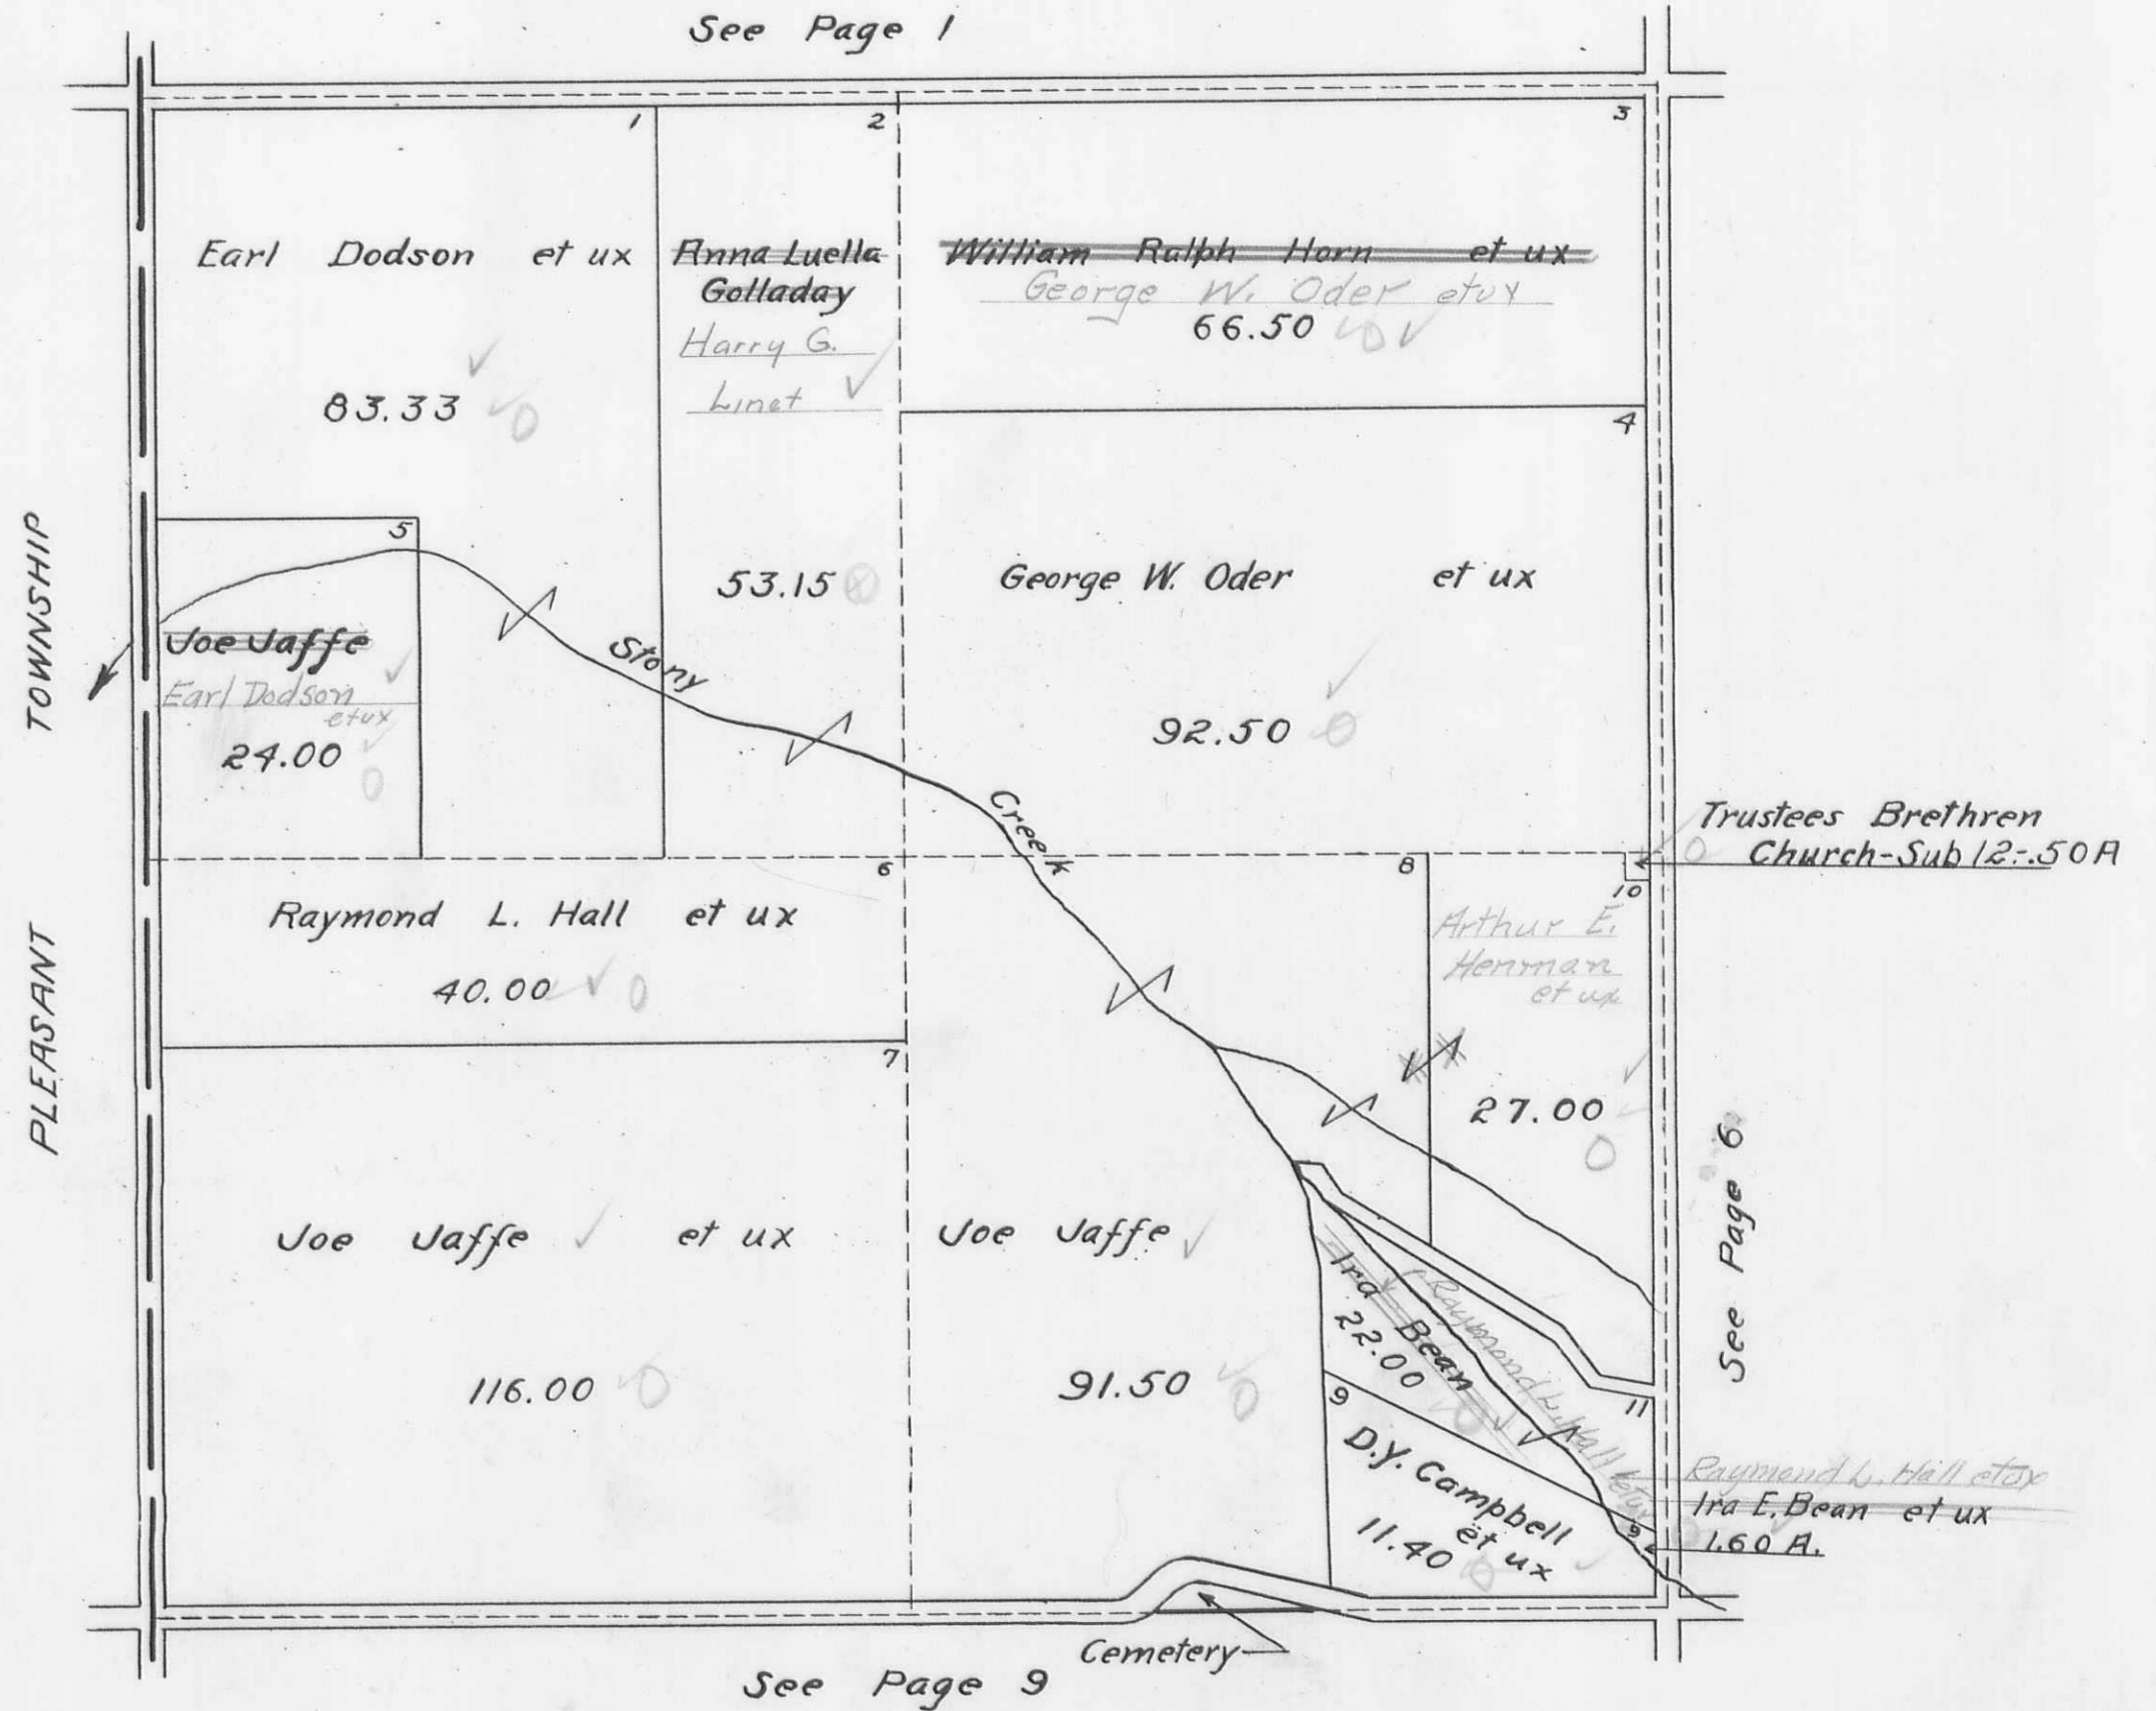 See Page 1
1
2
3
Earl Dodson et ux
83.33
Anna Luella
Golladay
Harry G.
Linet
53.15
William Ralph Horn et ux
George W. Oder et ux
66.50
4
George W. Oder et ux
92.50
5
Joe Jaffe
Earl Dodson
et ux
24.00
Stony
Creek
TOWNSHIP
PLEASANT
6
Raymond L. Hall et ux
40.00
7
Joe Jaffe et ux
116.00
8
Joe Jaffe
91.50
Trustees Brethren
Church-Sub 12-.50 A
10
Arthur E.
Henman
et ux
27.00
See Page 6
Ira Bean
22.00
Raymond L. Hall et ux
11
9
D.Y. Campbell
et ux
11.40
9
Raymond L. Hall et ux
Ira E. Bean et ux
1.60 A.
Cemetery
See Page 9